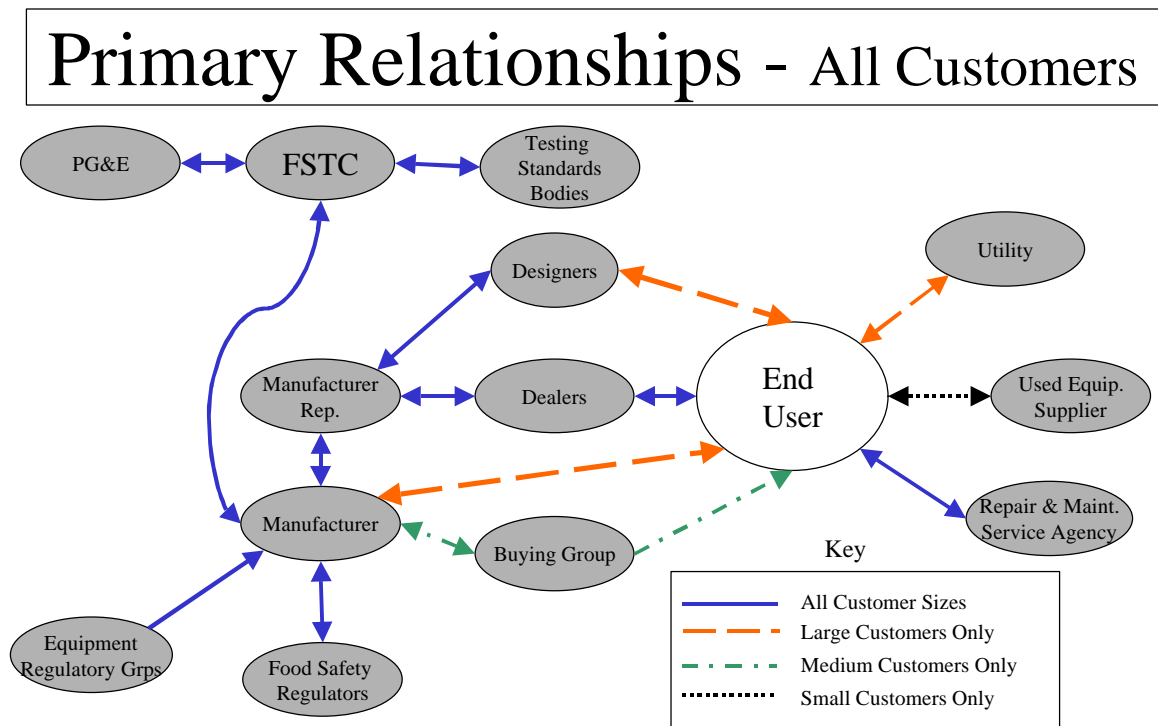 Primary Relationships - All Customers
PG&E
FSTC
Testing
Standards
Bodies
Designers
Utility
Manufacturer
Rep.
Dealers
End
User
Used Equip.
Supplier
Manufacturer
Buying Group
Repair & Maint.
Service Agency
Equipment
Regulatory Grps
Food Safety
Regulators
Key
All Customer Sizes
Large Customers Only
Medium Customers Only
Small Customers Only